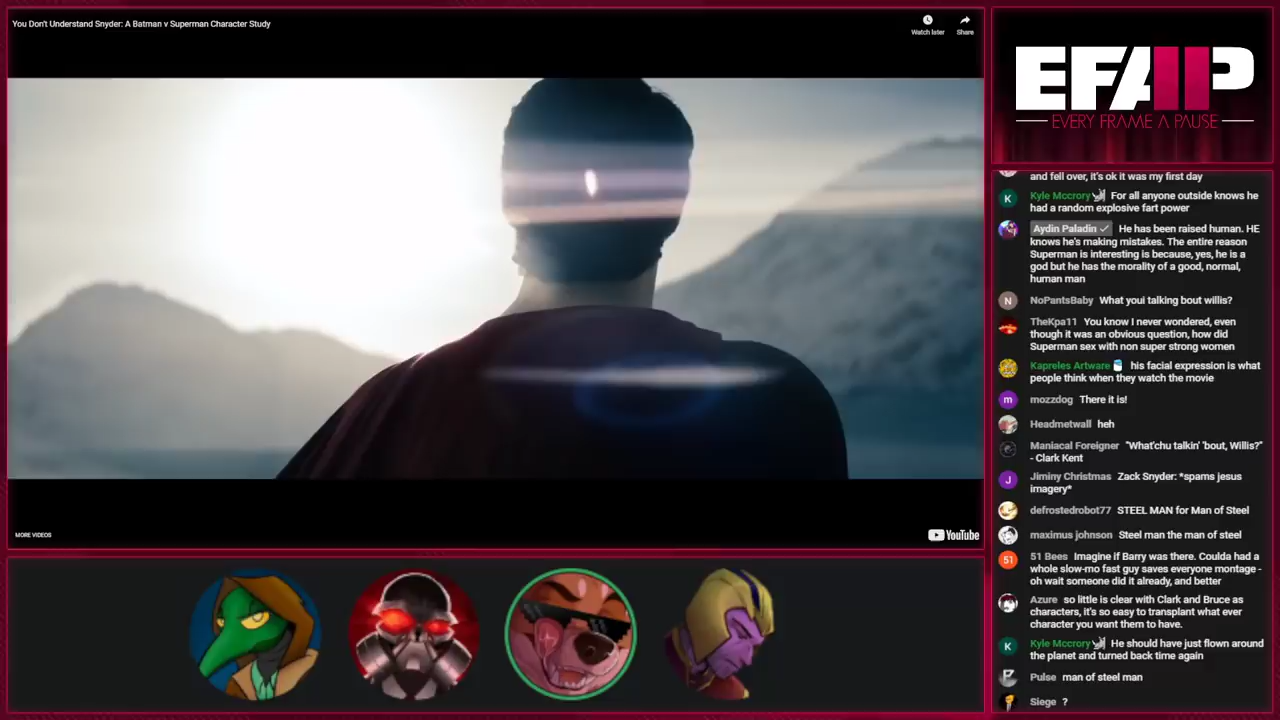 You Don't Understand Snyder: A Batman v Superman Character Study
Watch later
Share
MORE VIDEOS
YouTube
EFAP
EVERY FRAME A PAUSE
and fell over, it's ok it was my first day
Kyle Mccrory For all anyone outside knows he
had a random explosive fart power
Aydin Paladin He has been raised human. HE
knows he's making mistakes. The entire reason
Superman is interesting is because, yes, he is a
god but he has the morality of a good, normal,
human man
NoPantsBaby What youi talking bout willis?
TheKpa11 You know I never wondered, even
though it was an obvious question, how did
Superman sex with non super strong women
Kapreles Artware his facial expression is what
people think when they watch the movie
mozzdog There it is!
Headmetwall heh
Maniacal Foreigner "What'chu talkin' 'bout, Willis?"
- Clark Kent
Jiminy Christmas Zack Snyder: *spams jesus
imagery*
defrostedrobot77 STEEL MAN for Man of Steel
maximus johnson Steel man the man of steel
51 Bees Imagine if Barry was there. Coulda had a
whole slow-mo fast guy saves everyone montage -
oh wait someone did it already, and better
Azure so little is clear with Clark and Bruce as
characters, it's so easy to transplant what ever
character you want them to have.
Kyle Mccrory He should have just flown around
the planet and turned back time again
Pulse man of steel man
Siege ?
K
N
m
J
51
K